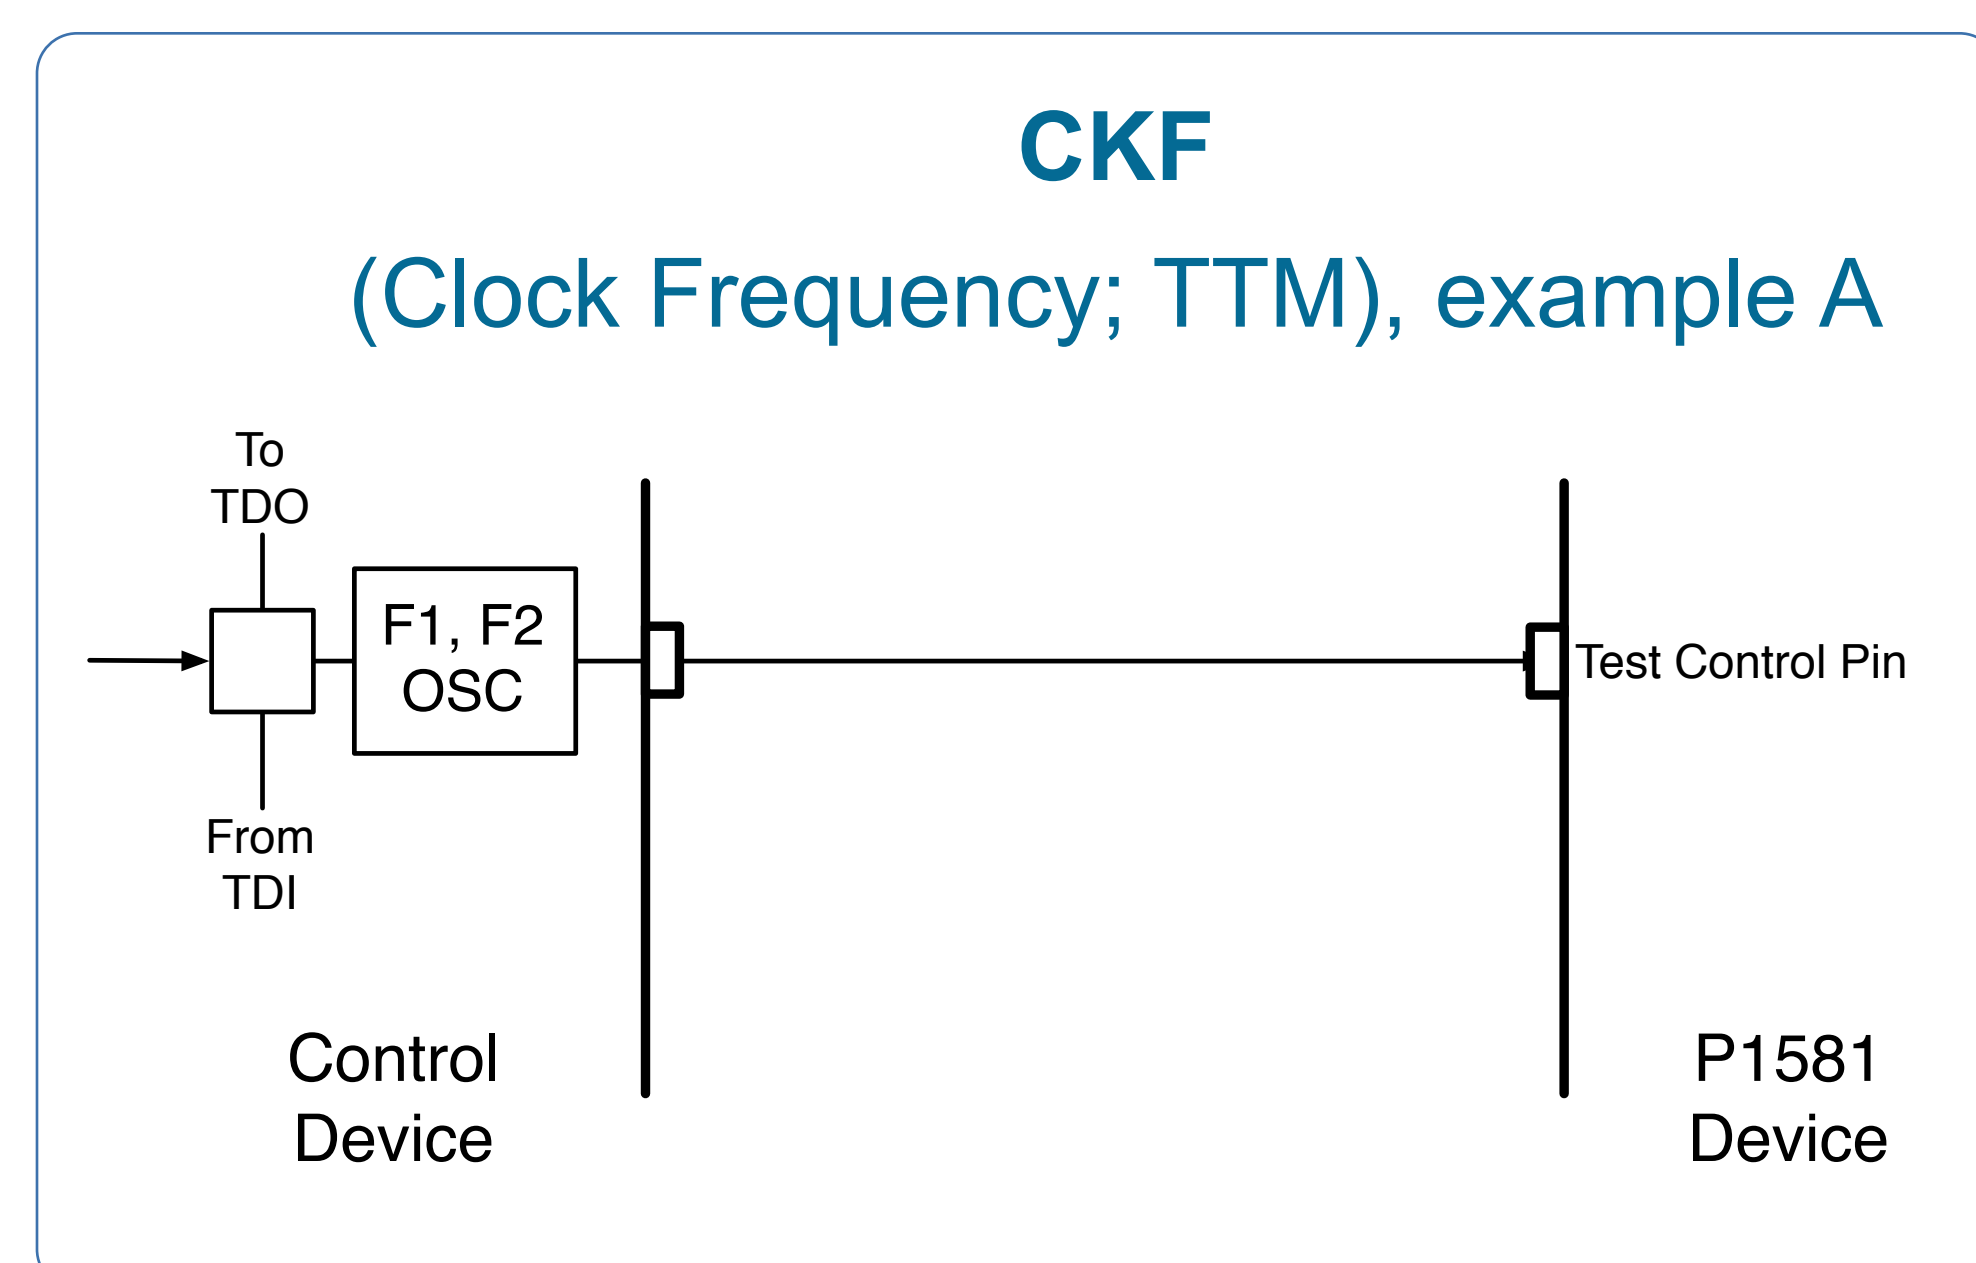 CKF
(Clock Frequency; TTM), example A
To
TDO
F1, F2
OSC
Test Control Pin
From
TDI
Control
Device
P1581
Device